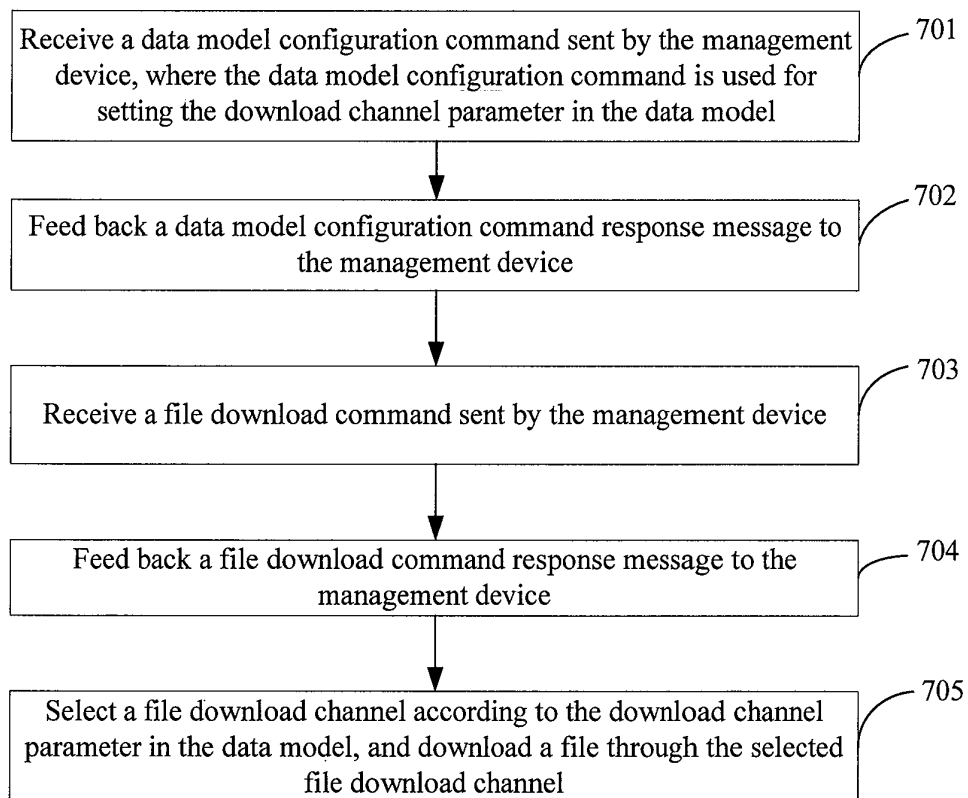 Receive a data model configuration command sent by the management
device, where the data model configuration command is used for
setting the download channel parameter in the data model
701
Feed back a data model configuration command response message to
the management device
702
Receive a file download command sent by the management device
703
Feed back a file download command response message to the
management device
704
Select a file download channel according to the download channel
parameter in the data model, and download a file through the selected
file download channel
705